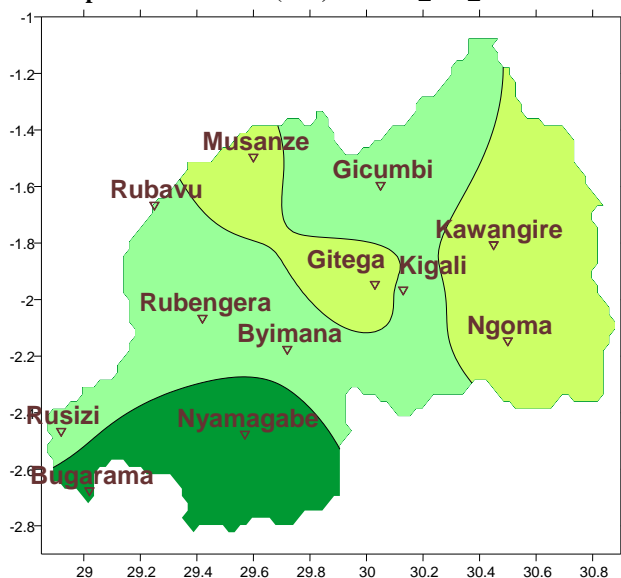 -1
-1.2
-1.4
Musanze
Gicumbi
-1.6
Rubavu
Kawangire
-1.8
Gitega
Kigali
-2
Rubengera
Byimana
Ngoma
-2.2
-2.4
Rusizi
Nyamagabe
-2.6
Bugarama
-2.8
29 29.2 29.4 29.6 29.8 30 30.2 30.4 30.6 30.8